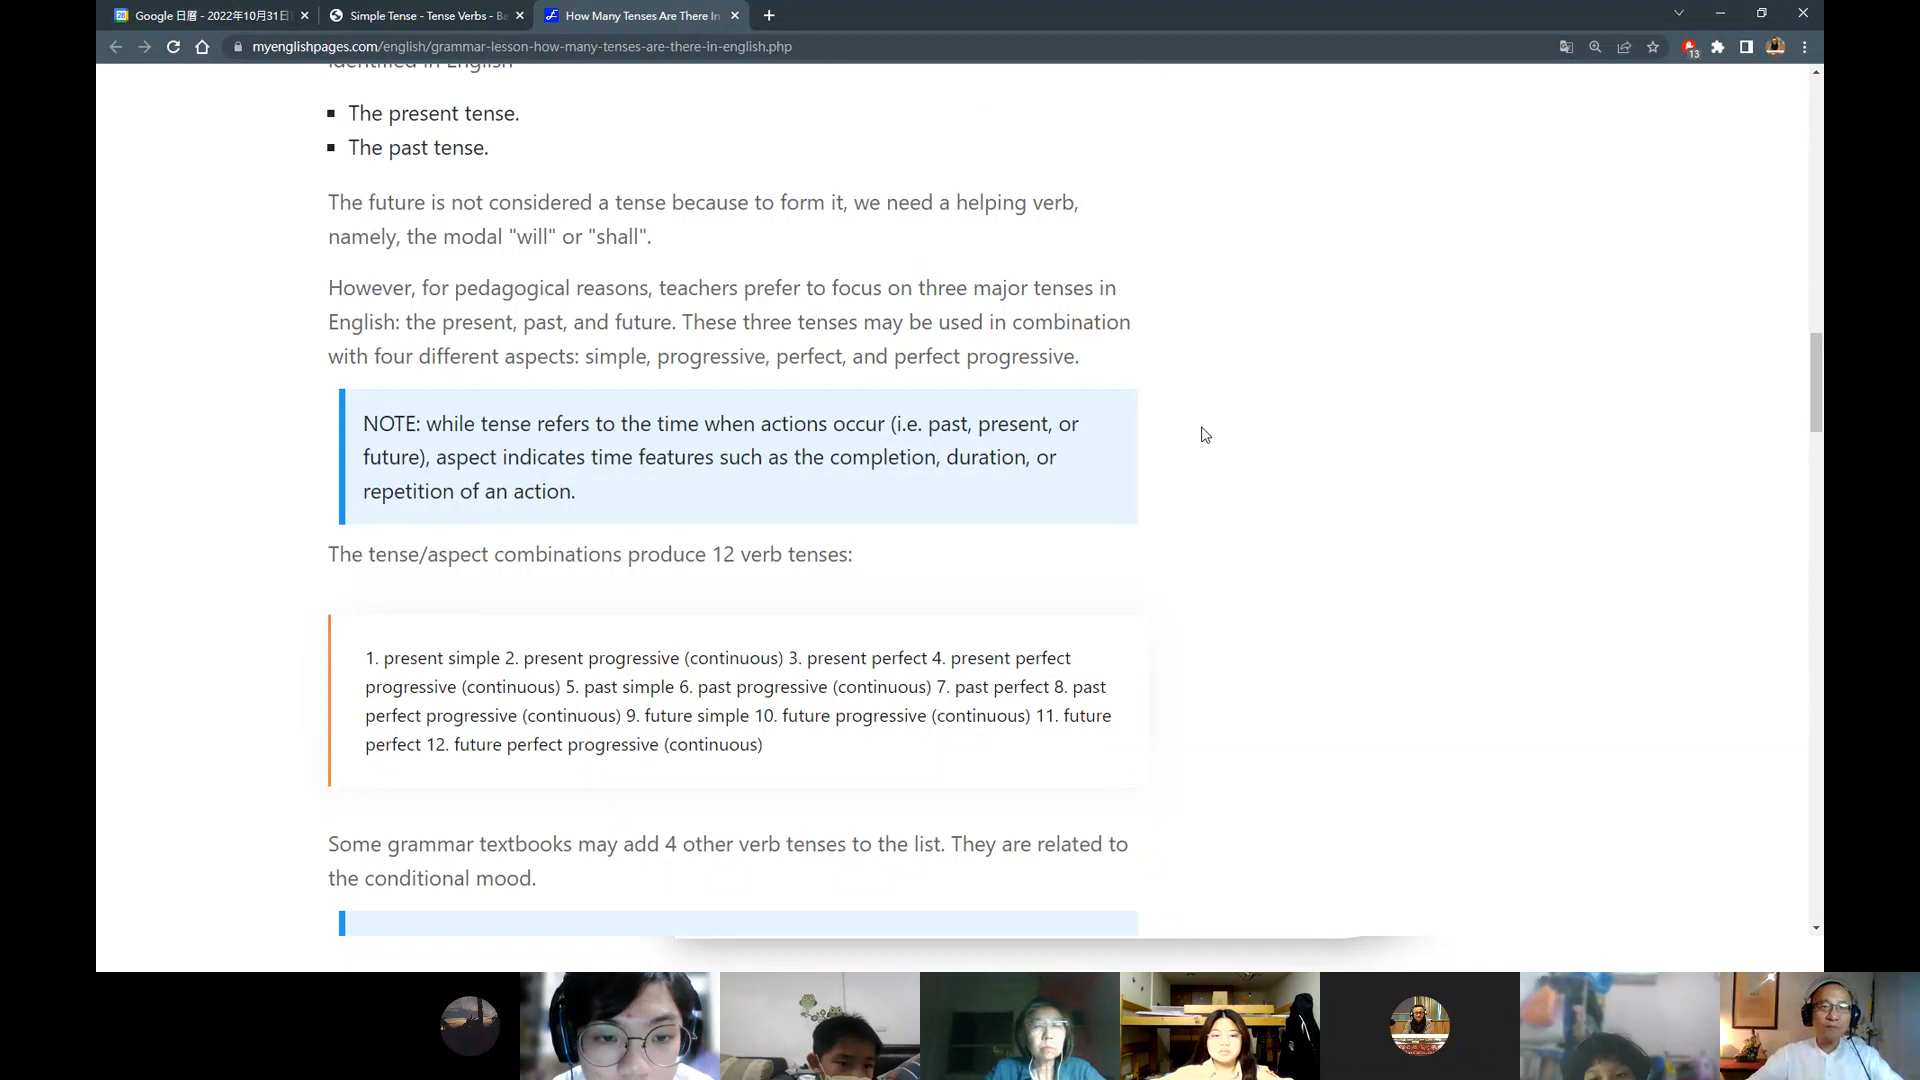 Google 日曆 - 2022年10月31日
Simple Tense - Tense Verbs - Ba
How Many Tenses Are There In
myenglishpages.com/english/grammar-lesson-how-many-tenses-are-there-in-english.php
13
identified in English
The present tense.
The past tense.
The future is not considered a tense because to form it, we need a helping verb,
namely, the modal "will" or "shall".
However, for pedagogical reasons, teachers prefer to focus on three major tenses in
English: the present, past, and future. These three tenses may be used in combination
with four different aspects: simple, progressive, perfect, and perfect progressive.
NOTE: while tense refers to the time when actions occur (i.e. past, present, or
future), aspect indicates time features such as the completion, duration, or
repetition of an action.
The tense/aspect combinations produce 12 verb tenses:
1. present simple 2. present progressive (continuous) 3. present perfect 4. present perfect
progressive (continuous) 5. past simple 6. past progressive (continuous) 7. past perfect 8. past
perfect progressive (continuous) 9. future simple 10. future progressive (continuous) 11. future
perfect 12. future perfect progressive (continuous)
Some grammar textbooks may add 4 other verb tenses to the list. They are related to
the conditional mood.